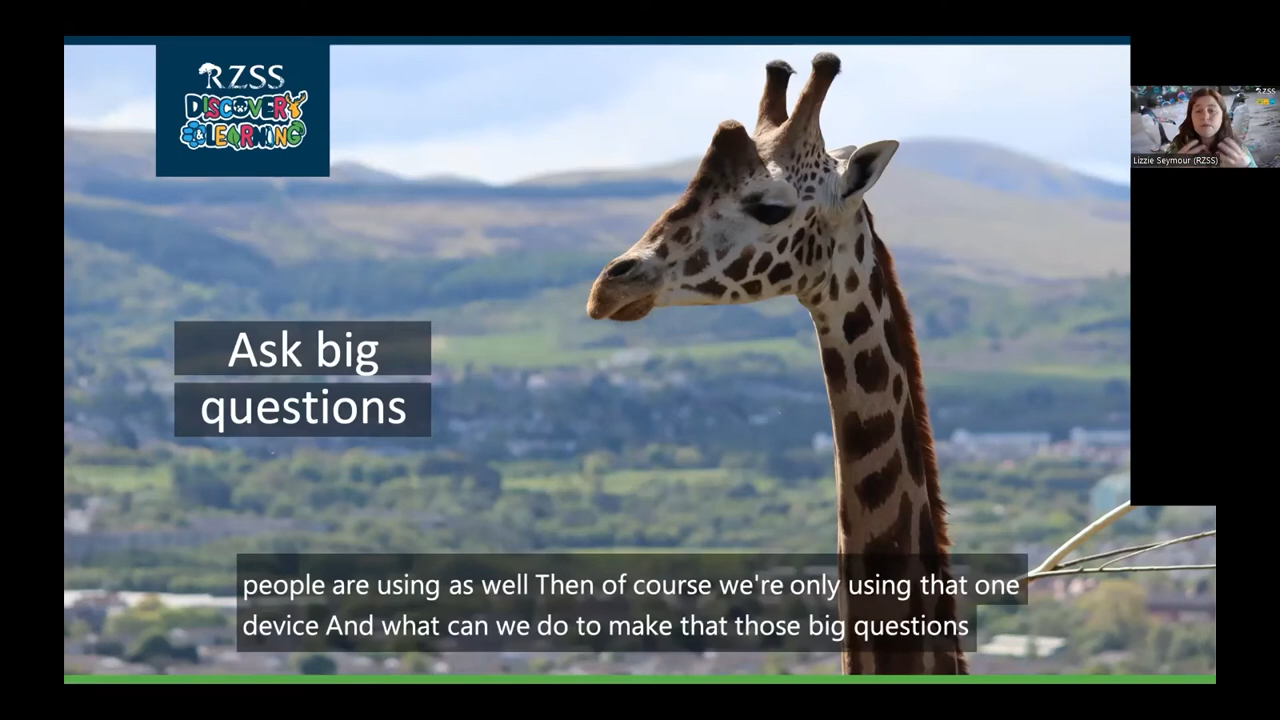 RZSS
DISCOVERY
&LEARNING
RZSS
Lizzie Seymour (RZSS)
Ask big
questions
people are using as well Then of course we're only using that one
device And what can we do to make that those big questions